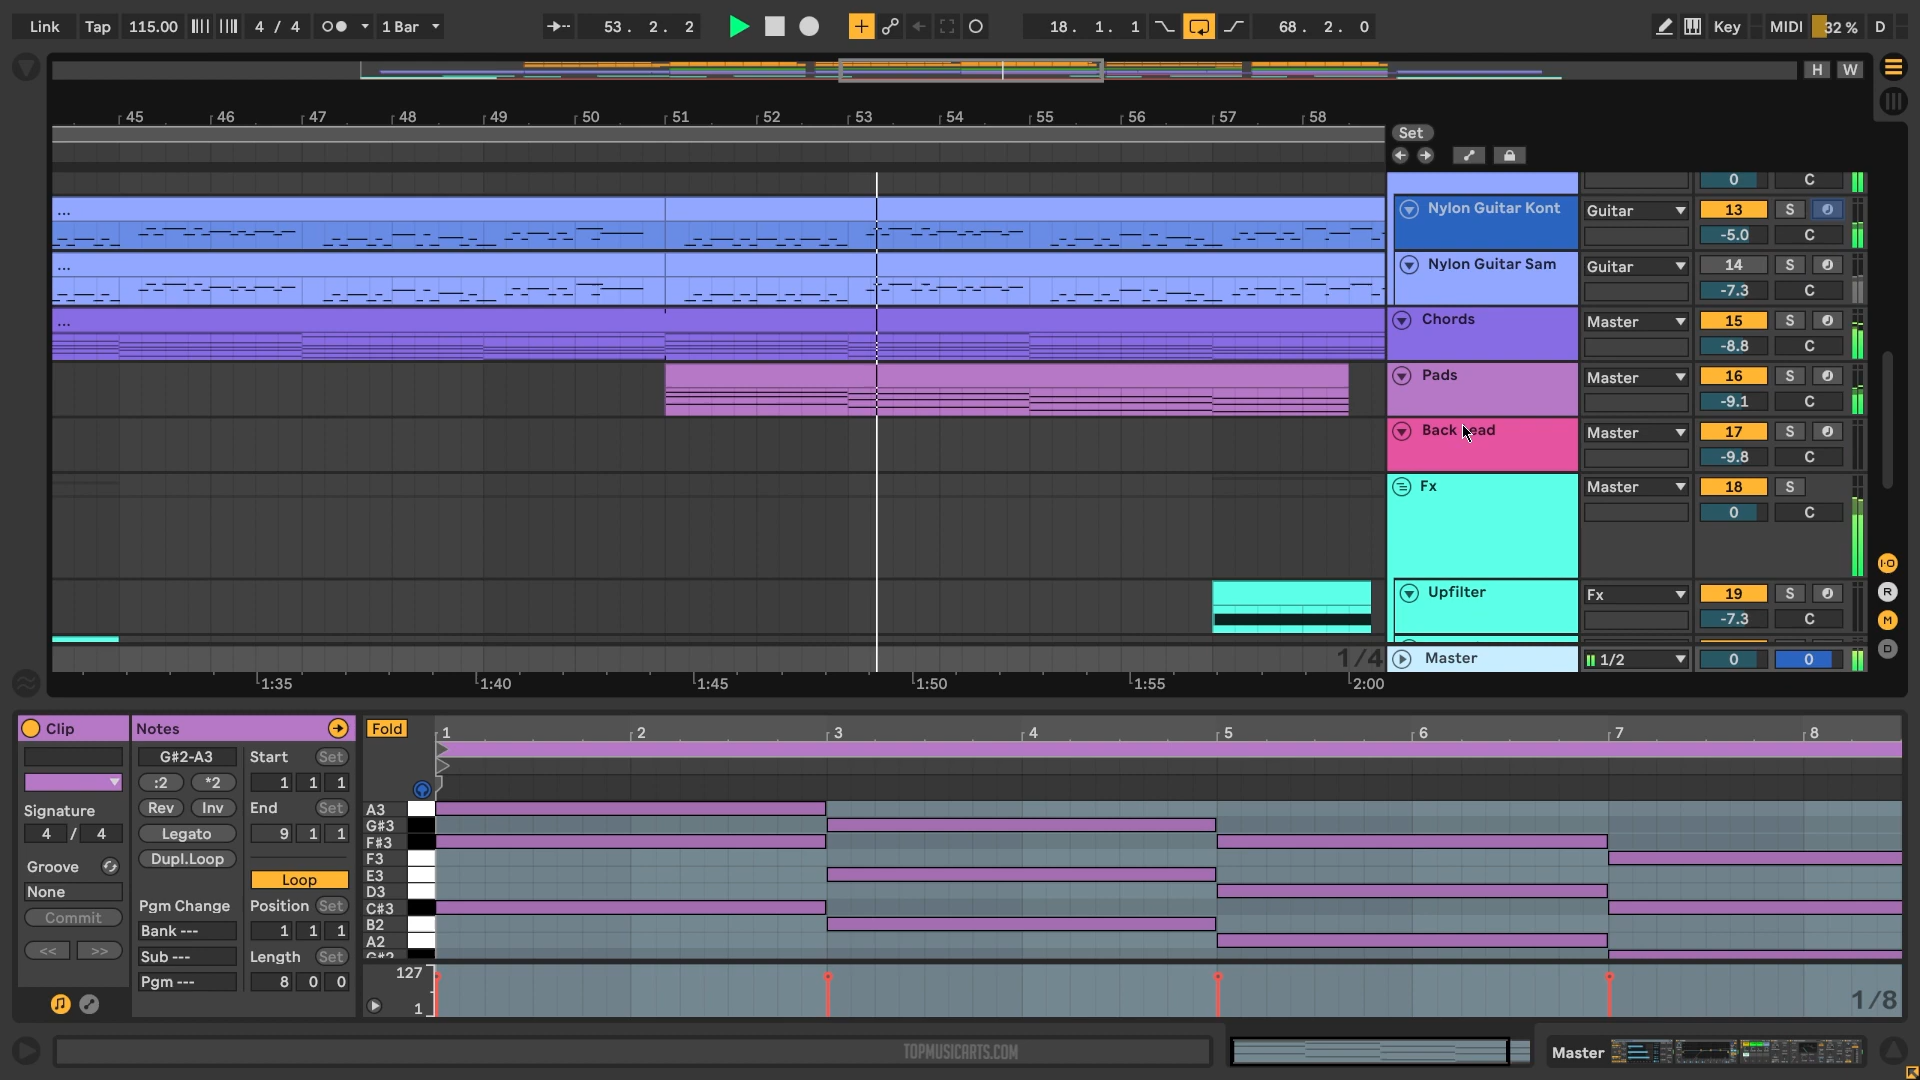 Link Tap 115.00 4 / 4 1 Bar 53. 2. 2 18. 1. 1 68. 2. 0 Key MIDI 32 % D
H W
45 46 47 48 49 50 51 52 53 54 55 56 57 58
Set
0 C
... Nylon Guitar Kont Guitar 13 S
-5.0 C
... Nylon Guitar Sam Guitar 14 S
-7.3 C
... Chords Master 15 S
-8.8 C
Pads Master 16 S
-9.1 C
Back Lead Master 17 S
-9.8 C
Fx Master 18 S
0 C
I·O
R
Upfilter Fx 19 S
-7.3 C
M
D
1/4 Master 1/2 0 0
1:35 1:40 1:45 1:50 1:55 2:00
Clip Notes Fold 1 2 3 4 5 6 7 8
G#2-A3 Start Set
:2 *2 1 1 1
Signature Rev Inv End Set
4 / 4 Legato 9 1 1
Groove Dupl.Loop
None Loop
Commit Pgm Change Position Set
<< >> Bank --- 1 1 1
Sub --- Length Set
Pgm --- 8 0 0
A3
G#3
F#3
F3
E3
D3
C#3
B2
A2
G#2
127
1
1/8
TOPMUSICARTS.COM Master